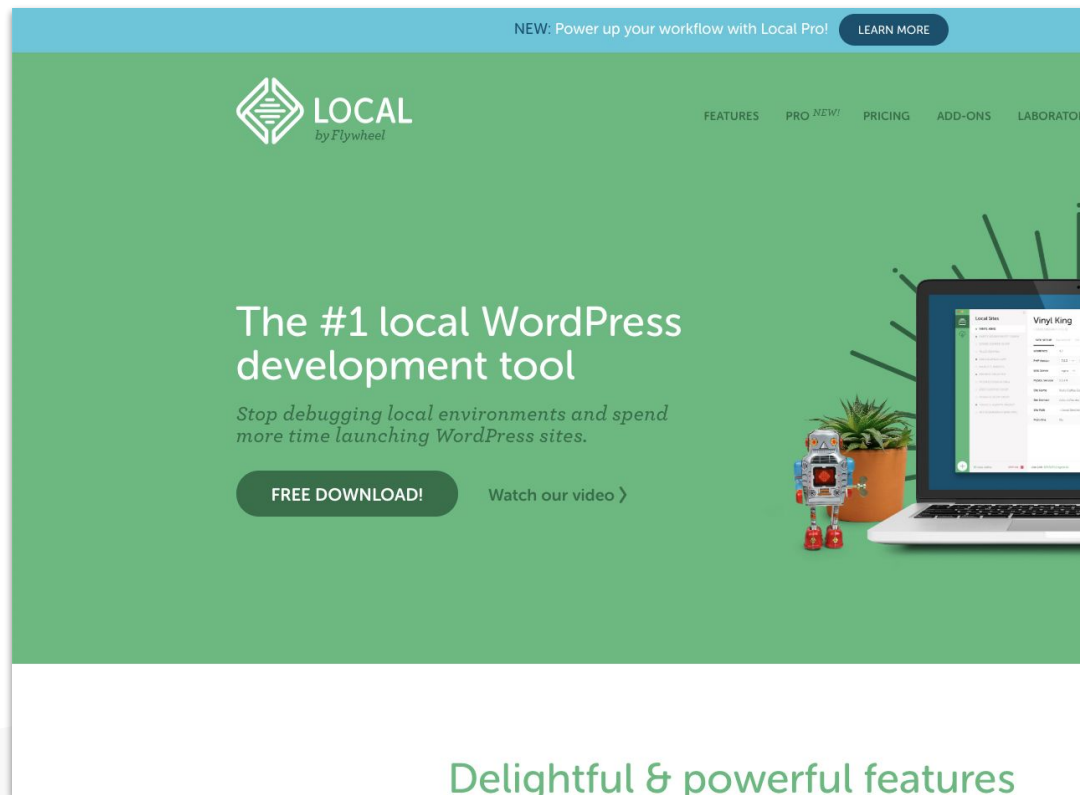 NEW: Power up your workflow with Local Pro! LEARN MORE
LOCAL
by Flywheel
FEATURES PRO NEW! PRICING ADD-ONS
The #1 local WordPress
development tool
Stop debugging local environments and spend
more time launching WordPress sites.
FREE DOWNLOAD! Watch our video ❯
Local Sites
Vinyl King
Delightful & powerful features